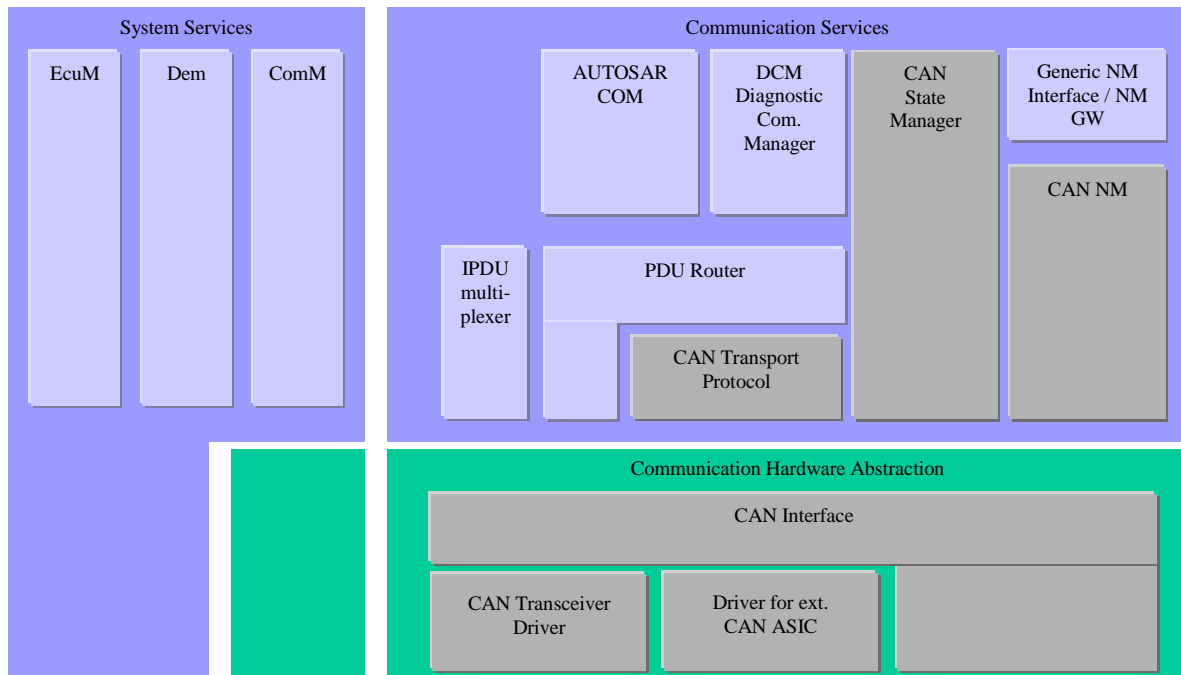 System Services
EcuM
Dem
ComM
Communication Services
AUTOSAR
COM
DCM
Diagnostic
Com.
Manager
CAN
State
Manager
Generic NM
Interface / NM
GW
CAN NM
IPDU
multi-
plexer
PDU Router
CAN Transport
Protocol
Communication Hardware Abstraction
CAN Interface
CAN Transceiver
Driver
Driver for ext.
CAN ASIC